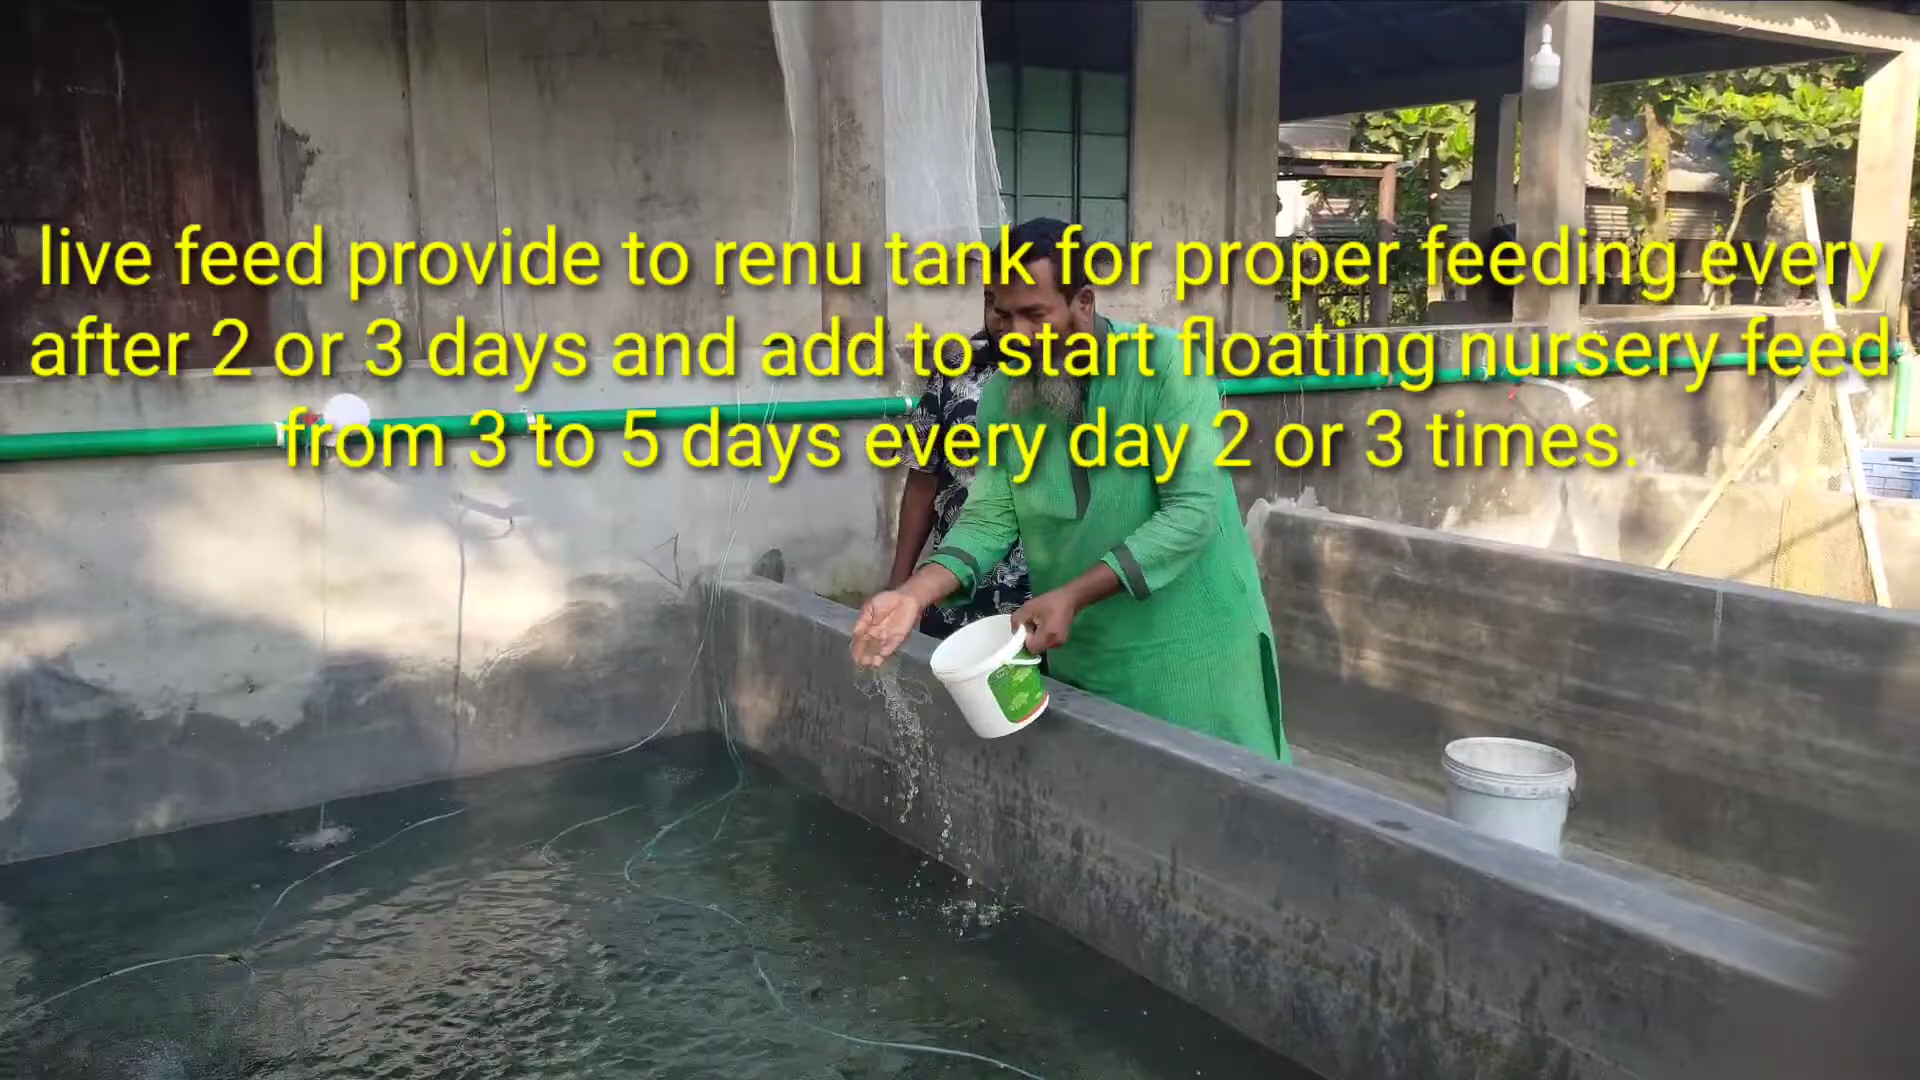 live feed provide to renu tank for proper feeding every
after 2 or 3 days and add to start floating nursery feed
from 3 to 5 days every day 2 or 3 times.